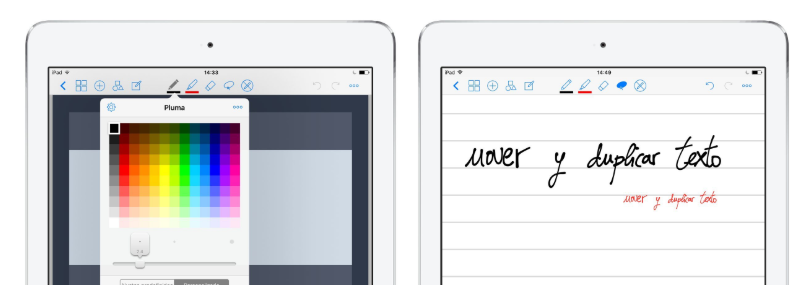 iPad
14:33
Pluma
iPad
14:49
mover y duplicar texto
mover y duplicar texto